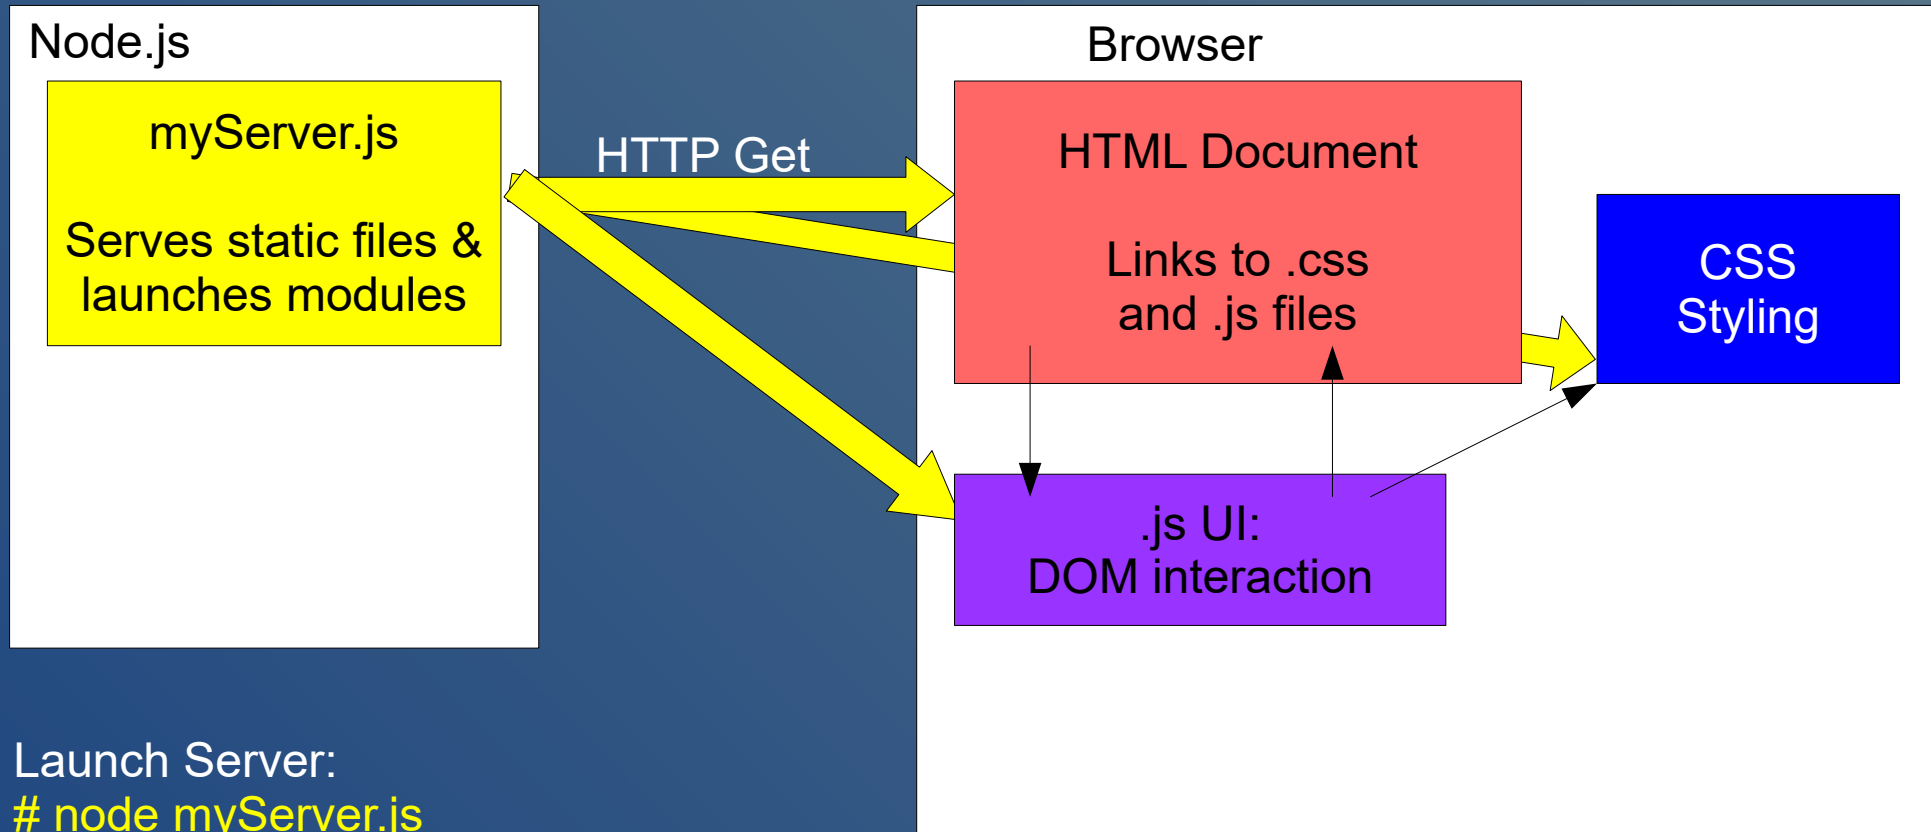 Node.js
myServer.js
Serves static files &
launches modules
HTTP Get
Browser
HTML Document
Links to .css
and .js files
CSS
Styling
.js UI:
DOM interaction
Launch Server:
# node myServer.js